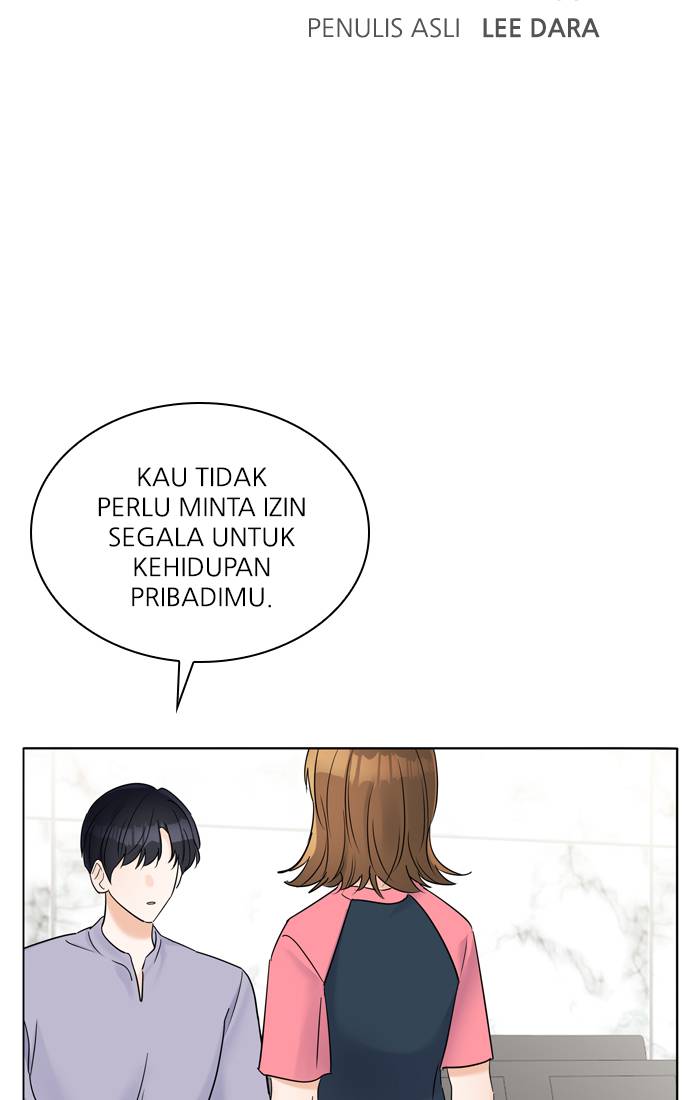 PENULIS ASLI LEE DARA
KAU TIDAK
PERLU MINTA IZIN
SEGALA UNTUK
KEHIDUPAN
PRIBADIMU.